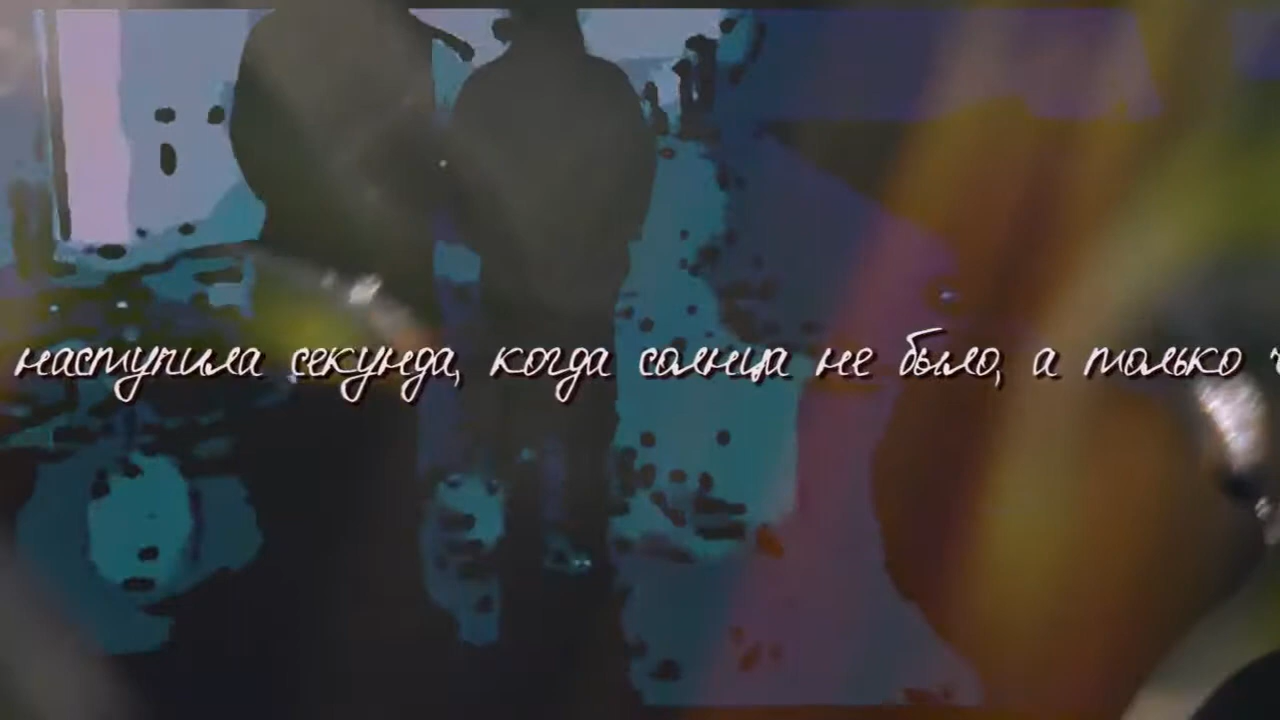 наступила секунда, когда солнца не было, а только